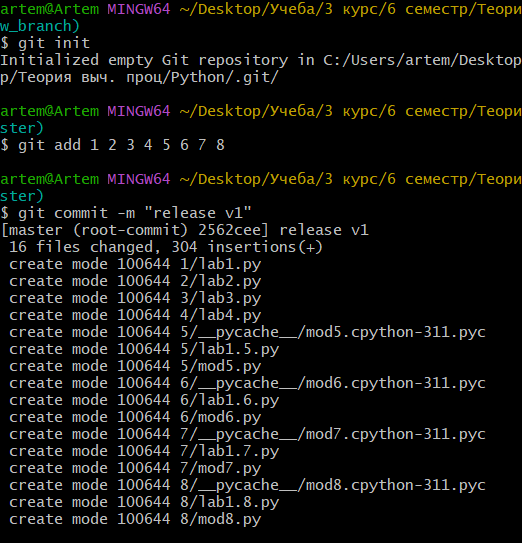 artem@Artem MINGW64 ~/Desktop/Учеба/3 курс/6 семестр/Теори
w_branch)
$ git init
Initialized empty Git repository in C:/Users/artem/Desktop
р/Теория выч. проц/Python/.git/
artem@Artem MINGW64 ~/Desktop/Учеба/3 курс/6 семестр/Теори
ster)
$ git add 1 2 3 4 5 6 7 8
artem@Artem MINGW64 ~/Desktop/Учеба/3 курс/6 семестр/Теори
ster)
$ git commit -m "release v1"
[master (root-commit) 2562cee] release v1
 16 files changed, 304 insertions(+)
 create mode 100644 1/lab1.py
 create mode 100644 2/lab2.py
 create mode 100644 3/lab3.py
 create mode 100644 4/lab4.py
 create mode 100644 5/__pycache__/mod5.cpython-311.pyc
 create mode 100644 5/lab1.5.py
 create mode 100644 5/mod5.py
 create mode 100644 6/__pycache__/mod6.cpython-311.pyc
 create mode 100644 6/lab1.6.py
 create mode 100644 6/mod6.py
 create mode 100644 7/__pycache__/mod7.cpython-311.pyc
 create mode 100644 7/lab1.7.py
 create mode 100644 7/mod7.py
 create mode 100644 8/__pycache__/mod8.cpython-311.pyc
 create mode 100644 8/lab1.8.py
 create mode 100644 8/mod8.py